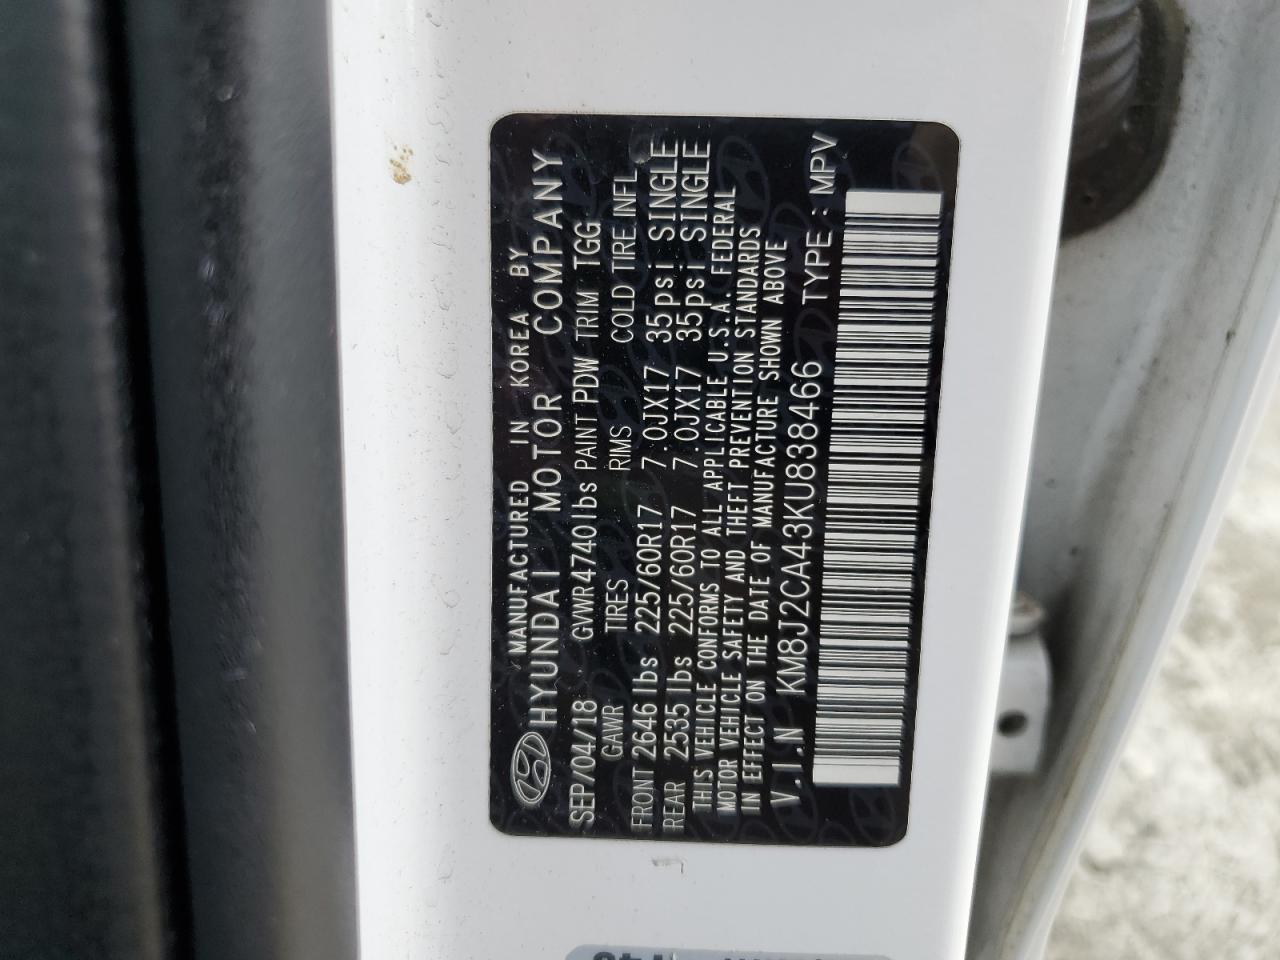 MANUFACTURED IN KOREA BY
HYUNDAI MOTOR COMPANY
SEP/04/18 GVWR4740lbs PAINT PDW TRIM TGG
GAWR TIRES RIMS COLD TIRE.INFL
FRONT 2646lbs 225/60R17 7.0JX17 35psi SINGLE
REAR 2535lbs 225/60R17 7.0JX17 35psi SINGLE
THIS VEHICLE CONFORMS TO ALL APPLICABLE U.S.A. FEDERAL
MOTOR VEHICLE SAFETY AND THEFT PREVENTION STANDARDS
IN EFFECT ON THE DATE OF MANUFACTURE SHOWN ABOVE
V.I.N KM8J2CA43KU838466 TYPE: MPV